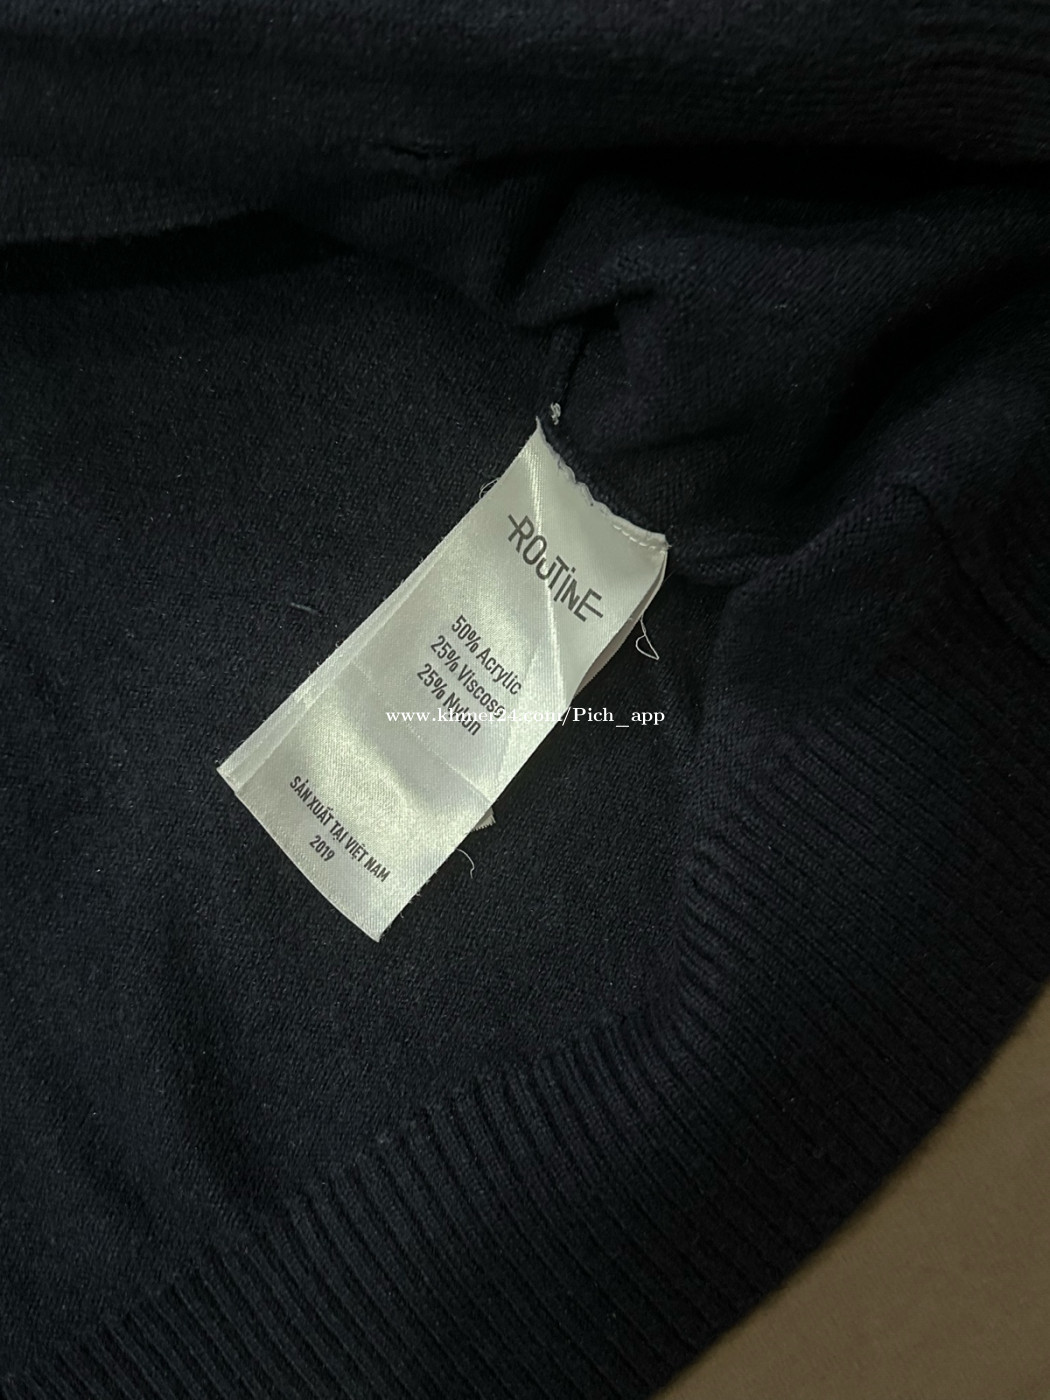 ROUTINE
50% Acrylic
25% Viscose
25% Nylon
www.khmer24.com/Pich_app
SẢN XUẤT TẠI VIỆT NAM
2019